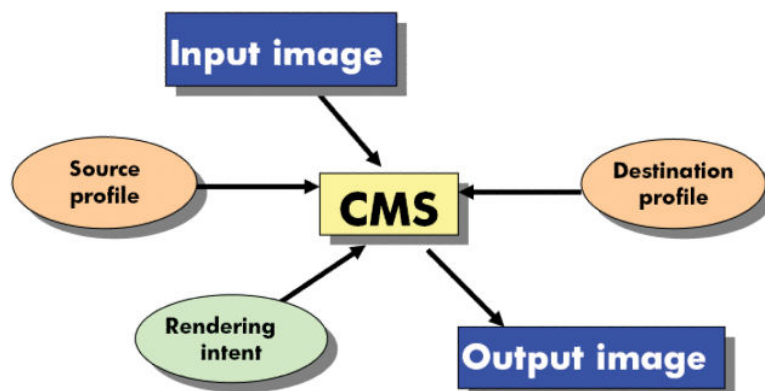 Input image
Source
profile
CMS
Destination
profile
Rendering
intent
Output image